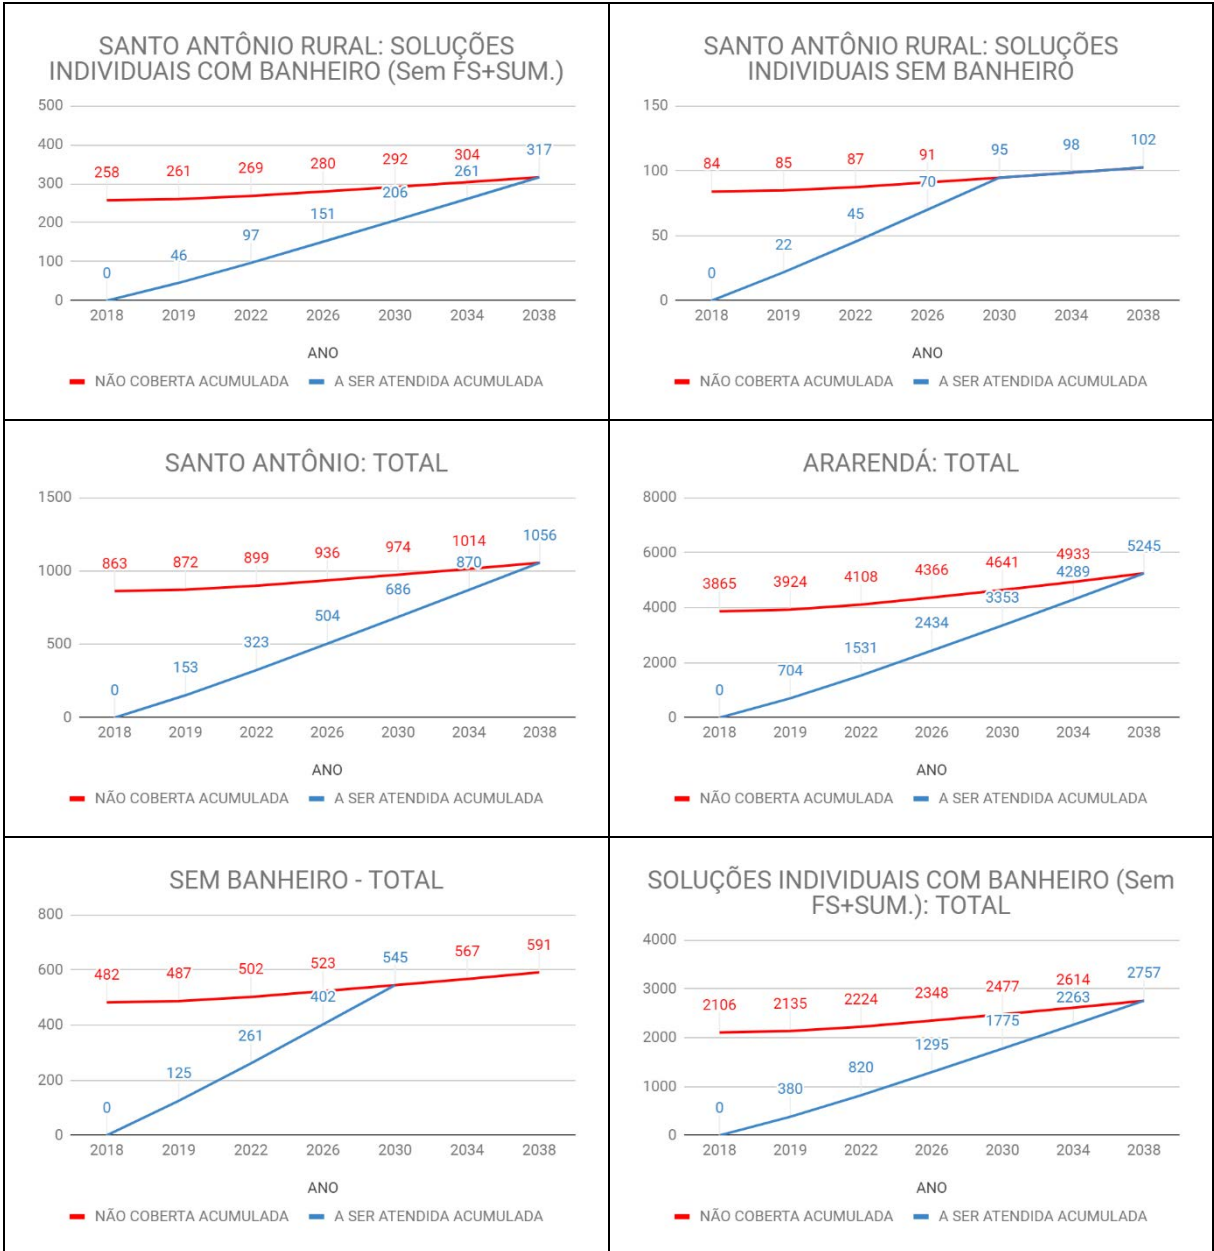 SANTO ANTÔNIO RURAL: SOLUÇÕES
INDIVIDUAIS COM BANHEIRO (Sem FS+SUM.)
500
400
300
200
100
0
258 261 269 280 292 304 317
0 46 97 151 206 261
2018 2019 2022 2026 2030 2034 2038
ANO
NÃO COBERTA ACUMULADA A SER ATENDIDA ACUMULADA
SANTO ANTÔNIO RURAL: SOLUÇÕES
INDIVIDUAIS SEM BANHEIRO
150
100
50
0
84 85 87 91 95 98 102
0 22 45 70
2018 2019 2022 2026 2030 2034 2038
ANO
NÃO COBERTA ACUMULADA A SER ATENDIDA ACUMULADA
SANTO ANTÔNIO: TOTAL
1500
1000
500
0
863 872 899 936 974 1014 1056
0 153 323 504 686 870
2018 2019 2022 2026 2030 2034 2038
ANO
NÃO COBERTA ACUMULADA A SER ATENDIDA ACUMULADA
ARARENDÁ: TOTAL
8000
6000
4000
2000
0
3865 3924 4108 4366 4641 4933 5245
0 704 1531 2434 3353 4289
2018 2019 2022 2026 2030 2034 2038
ANO
NÃO COBERTA ACUMULADA A SER ATENDIDA ACUMULADA
SEM BANHEIRO - TOTAL
800
600
400
200
0
482 487 502 523 545 567 591
0 125 261 402
2018 2019 2022 2026 2030 2034 2038
ANO
NÃO COBERTA ACUMULADA A SER ATENDIDA ACUMULADA
SOLUÇÕES INDIVIDUAIS COM BANHEIRO (Sem
FS+SUM.): TOTAL
4000
3000
2000
1000
0
2106 2135 2224 2348 2477 2614 2757
0 380 820 1295 1775 2263
2018 2019 2022 2026 2030 2034 2038
ANO
NÃO COBERTA ACUMULADA A SER ATENDIDA ACUMULADA